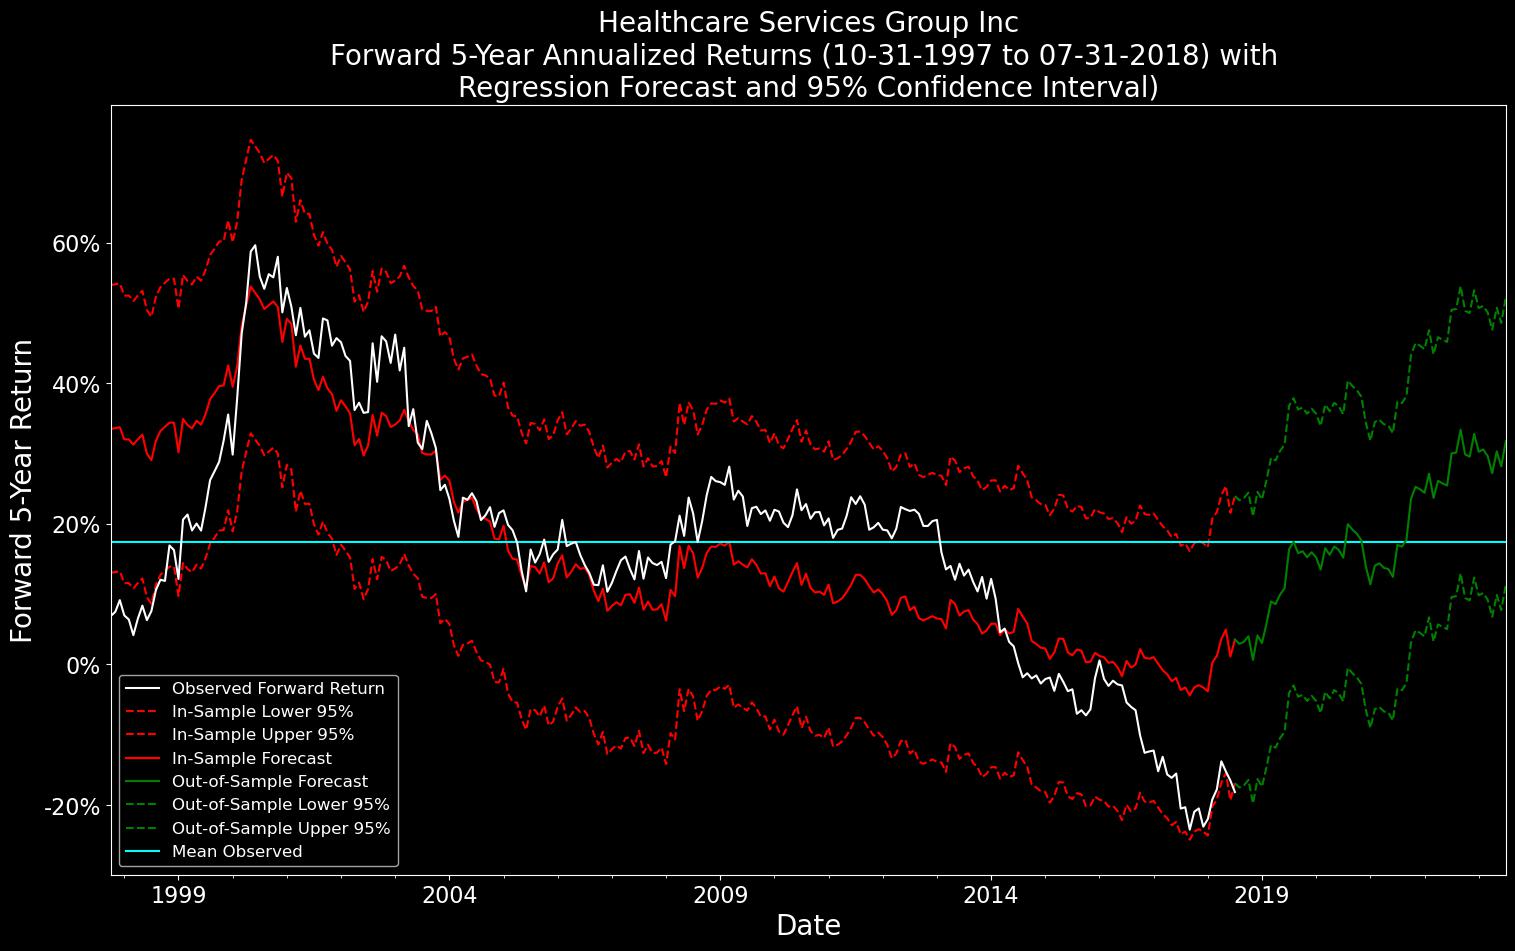 Healthcare Services Group Inc
Forward 5-Year Annualized Returns (10-31-1997 to 07-31-2018) with
Regression Forecast and 95% Confidence Interval)
Forward 5-Year Return
60%
40%
20%
0%
-20%
Observed Forward Return
In-Sample Lower 95%
In-Sample Upper 95%
In-Sample Forecast
Out-of-Sample Forecast
Out-of-Sample Lower 95%
Out-of-Sample Upper 95%
Mean Observed
1999 2004 2009 2014 2019
Date